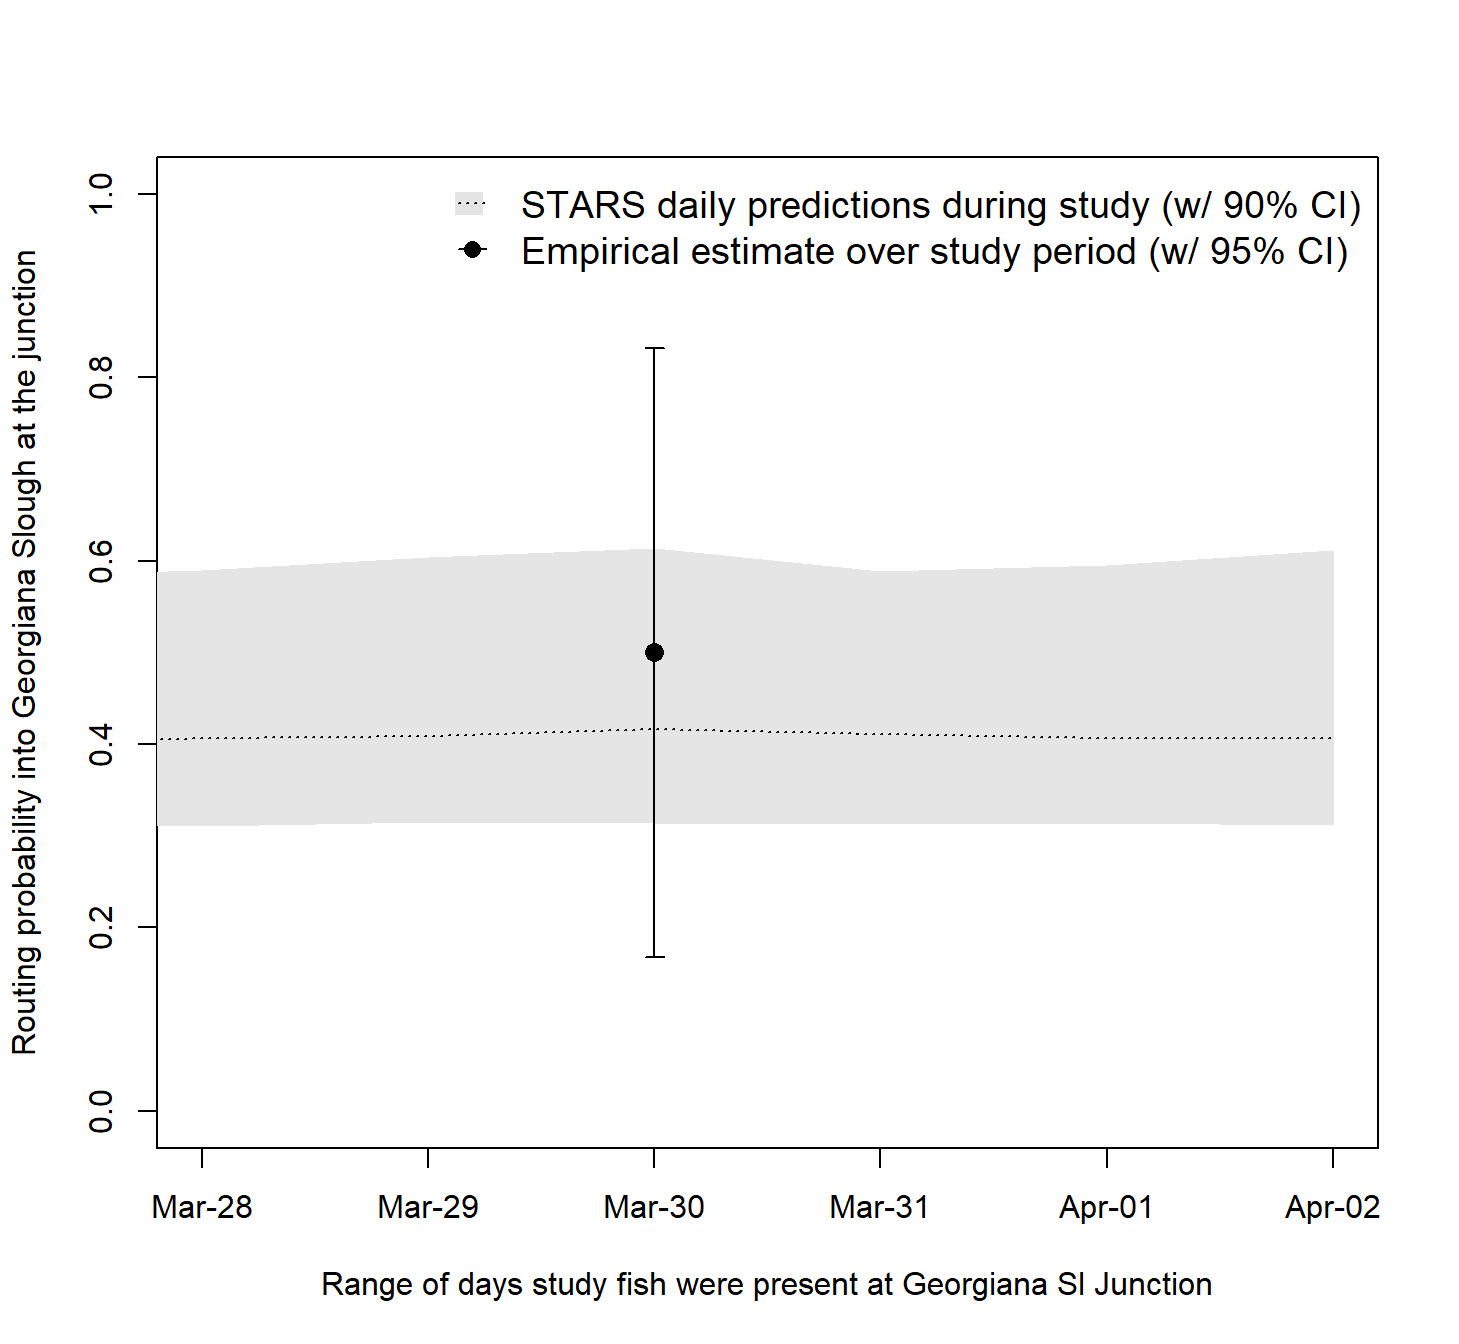 STARS daily predictions during study (w/ 90% CI)
Empirical estimate over study period (w/ 95% CI)
Routing probability into Georgiana Slough at the junction
1.0
0.8
0.6
0.4
0.2
0.0
Mar-28 Mar-29 Mar-30 Mar-31 Apr-01 Apr-02
Range of days study fish were present at Georgiana Sl Junction